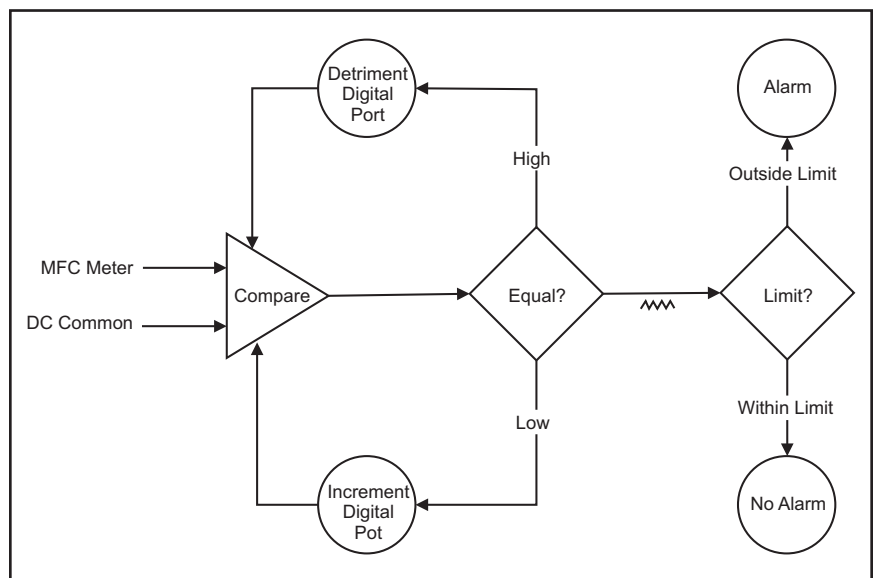 Detriment
Digital
Port
Alarm
High
Outside Limit
MFC Meter
Compare
Equal?
Limit?
DC Common
Within Limit
Low
Increment
Digital
Pot
No Alarm